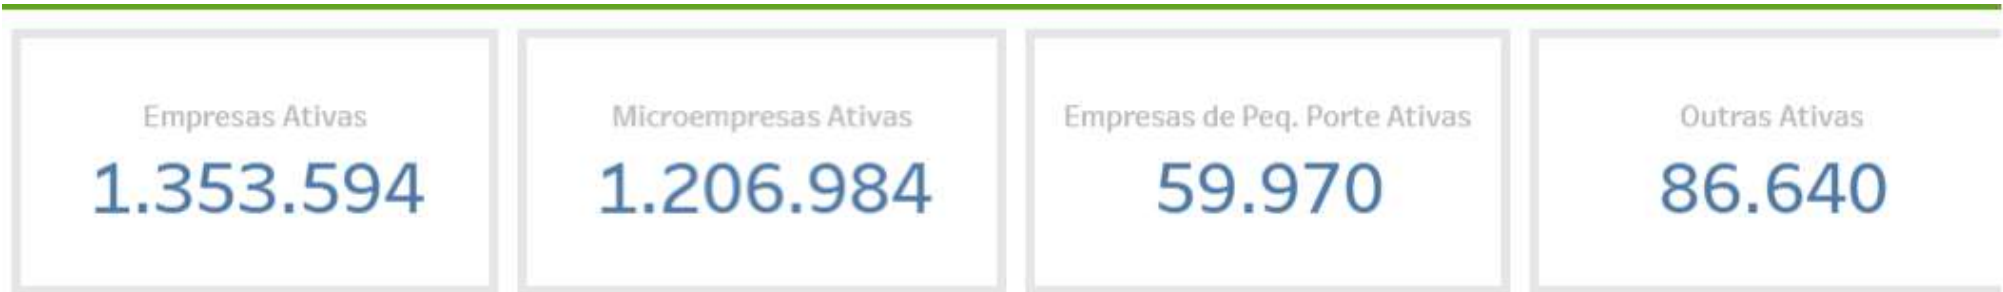 Empresas Ativas
1.353.594
Microempresas Ativas
1.206.984
Empresas de Peq. Porte Ativas
59.970
Outras Ativas
86.640